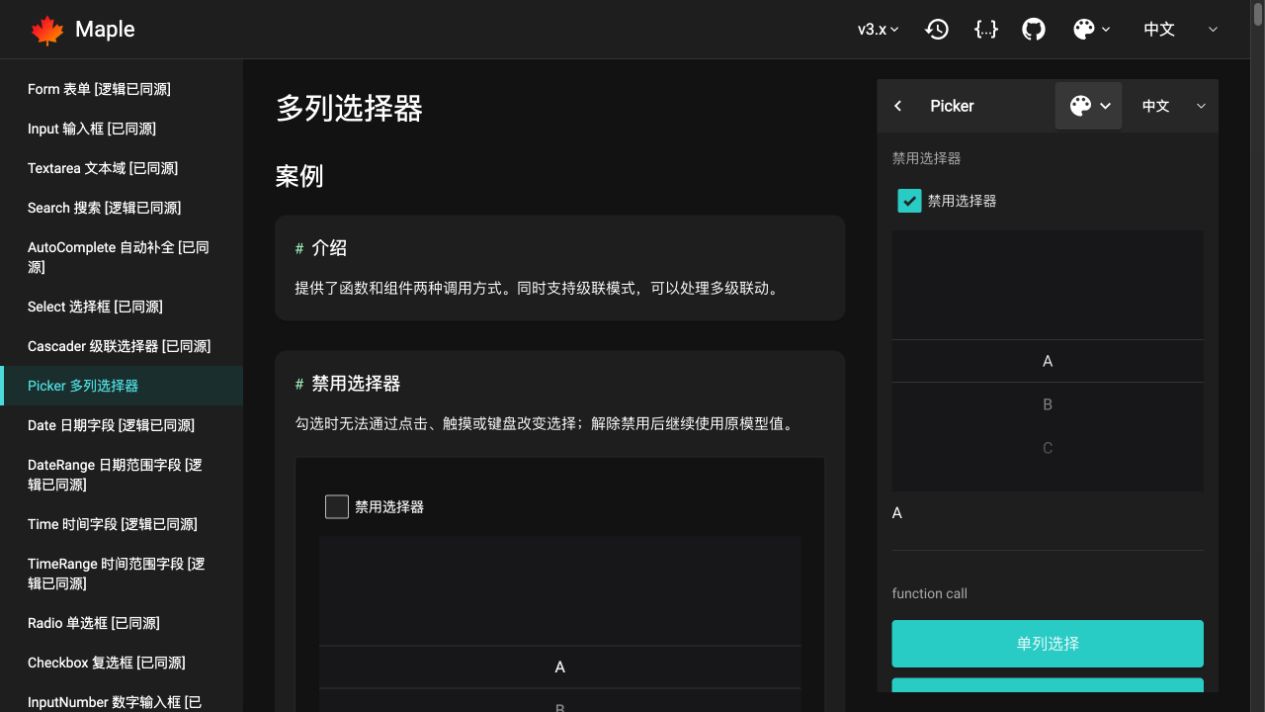 Maple
v3.x
中文
Form 表单 [逻辑已同源]
Input 输入框 [已同源]
Textarea 文本域 [已同源]
Search 搜索 [逻辑已同源]
AutoComplete 自动补全 [已同
源]
Select 选择框 [已同源]
Cascader 级联选择器 [已同源]
Picker 多列选择器
Date 日期字段 [逻辑已同源]
DateRange 日期范围字段 [逻
辑已同源]
Time 时间字段 [逻辑已同源]
TimeRange 时间范围字段 [逻
辑已同源]
Radio 单选框 [已同源]
Checkbox 复选框 [已同源]
InputNumber 数字输入框 [已
多列选择器
案例
# 介绍
提供了函数和组件两种调用方式。同时支持级联模式，可以处理多级联动。
# 禁用选择器
勾选时无法通过点击、触摸或键盘改变选择；解除禁用后继续使用原模型值。
禁用选择器
A
B
Picker
中文
禁用选择器
禁用选择器
A
B
C
A
function call
单列选择